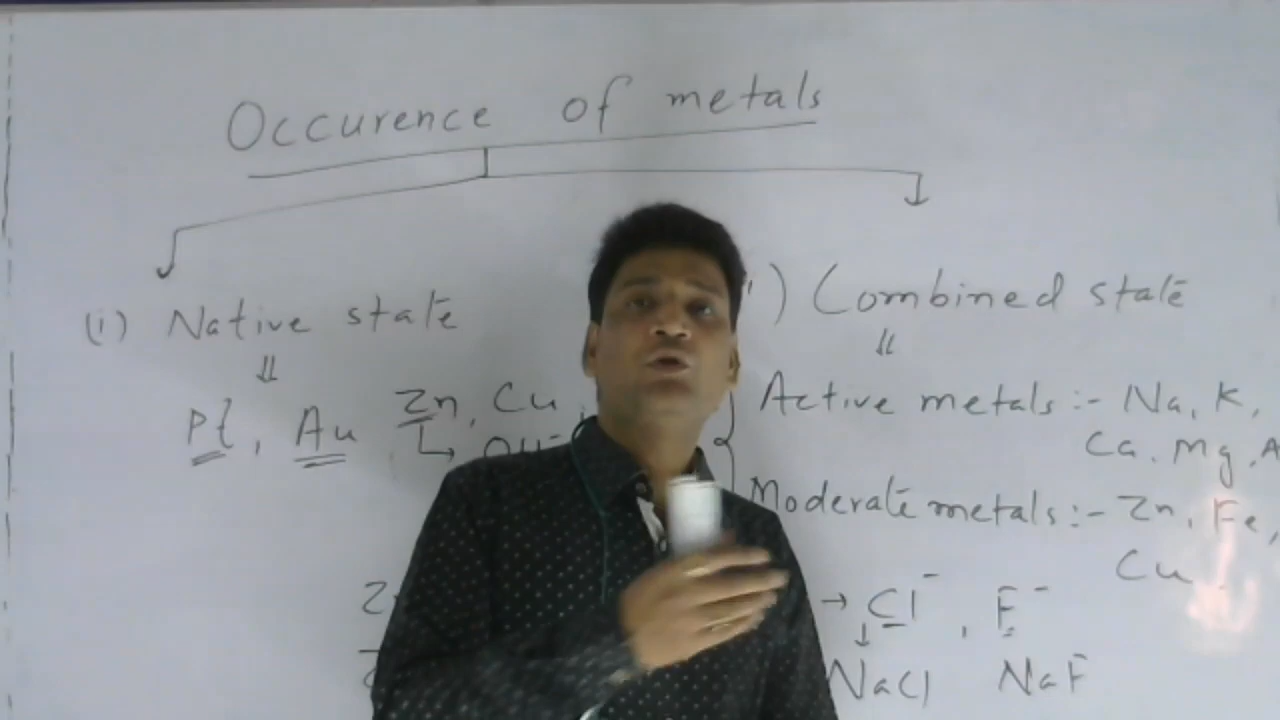 Occurence of metals
(i) Native state
) Combined state
Pt, Au, Zn, Cu
Active metals :- Na, K,
Ca, Mg, A
Moderate metals :- Zn, Fe,
Cu
→ Cl⁻, F⁻
NaCl NaF